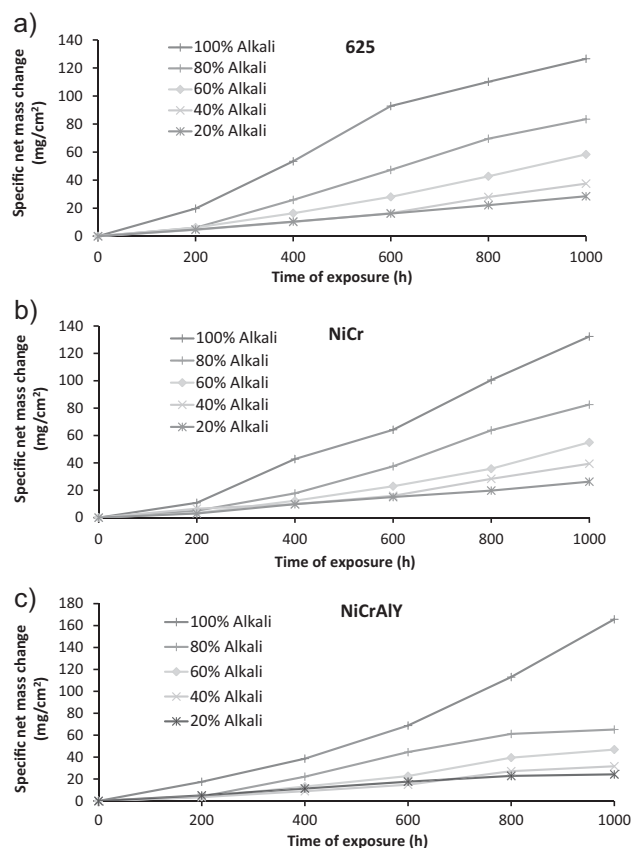 a)
625
Specific net mass change
(mg/cm²)
140
120
100
80
60
40
20
0
100% Alkali
80% Alkali
60% Alkali
40% Alkali
20% Alkali
0 200 400 600 800 1000
Time of exposure (h)
b)
NiCr
Specific net mass change
(mg/cm²)
140
120
100
80
60
40
20
0
100% Alkali
80% Alkali
60% Alkali
40% Alkali
20% Alkali
0 200 400 600 800 1000
Time of exposure (h)
c)
NiCrAlY
Specific net mass change
(mg/cm²)
180
160
140
120
100
80
60
40
20
0
100% Alkali
80% Alkali
60% Alkali
40% Alkali
20% Alkali
0 200 400 600 800 1000
Time of exposure (h)